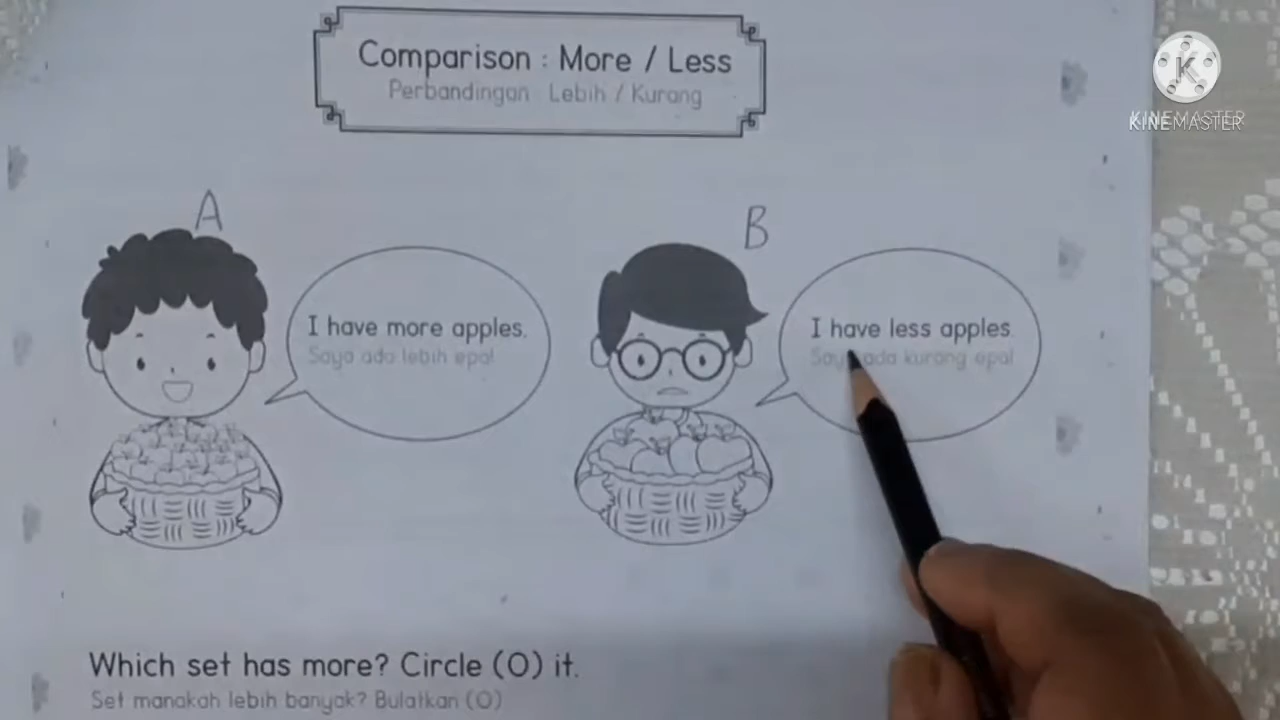 Comparison : More / Less
Perbandingan : Lebih / Kurang
K
KINEMASTER
A
B
I have more apples.
Saya ada lebih epal
I have less apples.
Saya ada kurang epal
Which set has more? Circle (O) it.
Set manakah lebih banyak? Bulatkan (O)